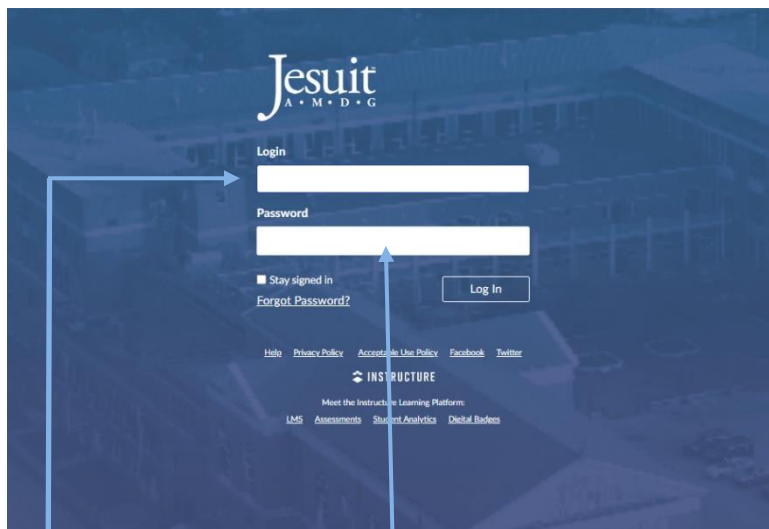 Jesuit
A • M • D • G
Login
Password
Stay signed in
Log In
Forgot Password?
Help Privacy Policy Acceptable Use Policy Facebook Twitter
INSTRUCTURE
Meet the Instructure Learning Platform:
LMS Assessments Student Analytics Digital Badges